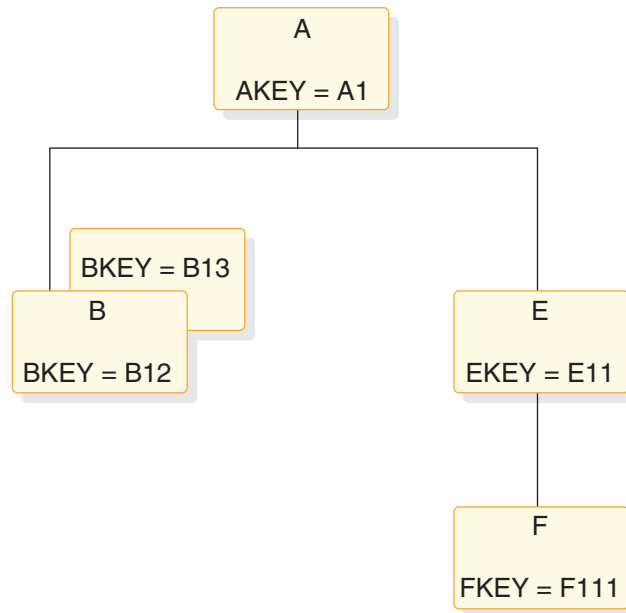 A
AKEY = A1
BKEY = B13
B
BKEY = B12
E
EKEY = E11
F
FKEY = F111